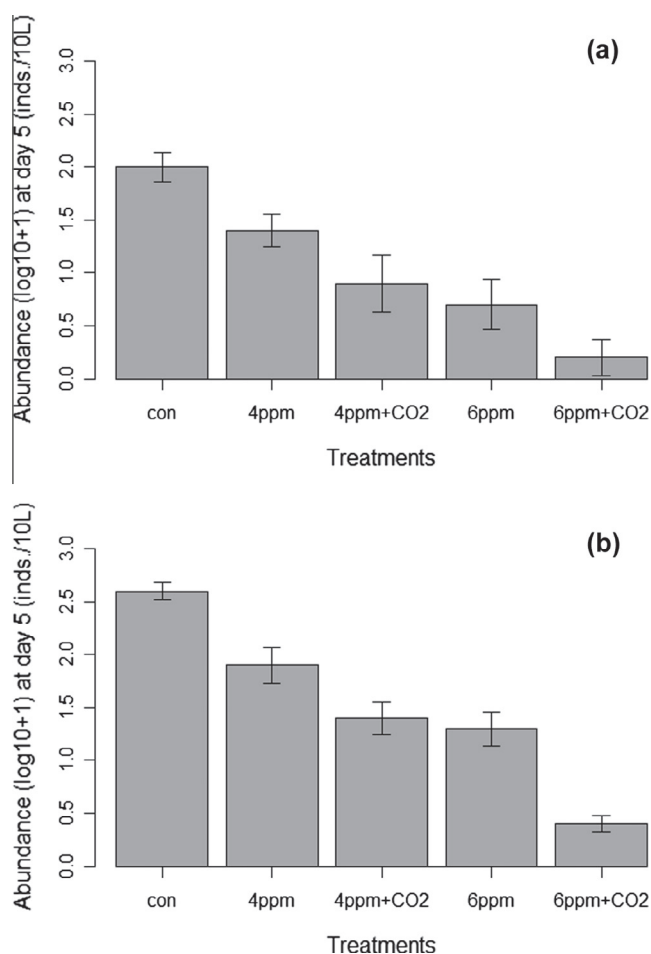 (a)
Abundance (log10+1) at day 5 (inds./10L)
3.0
2.5
2.0
1.5
1.0
0.5
0.0
con 4ppm 4ppm+CO2 6ppm 6ppm+CO2
Treatments
(b)
Abundance (log10+1) at day 5 (inds./10L)
3.0
2.5
2.0
1.5
1.0
0.5
0.0
con 4ppm 4ppm+CO2 6ppm 6ppm+CO2
Treatments